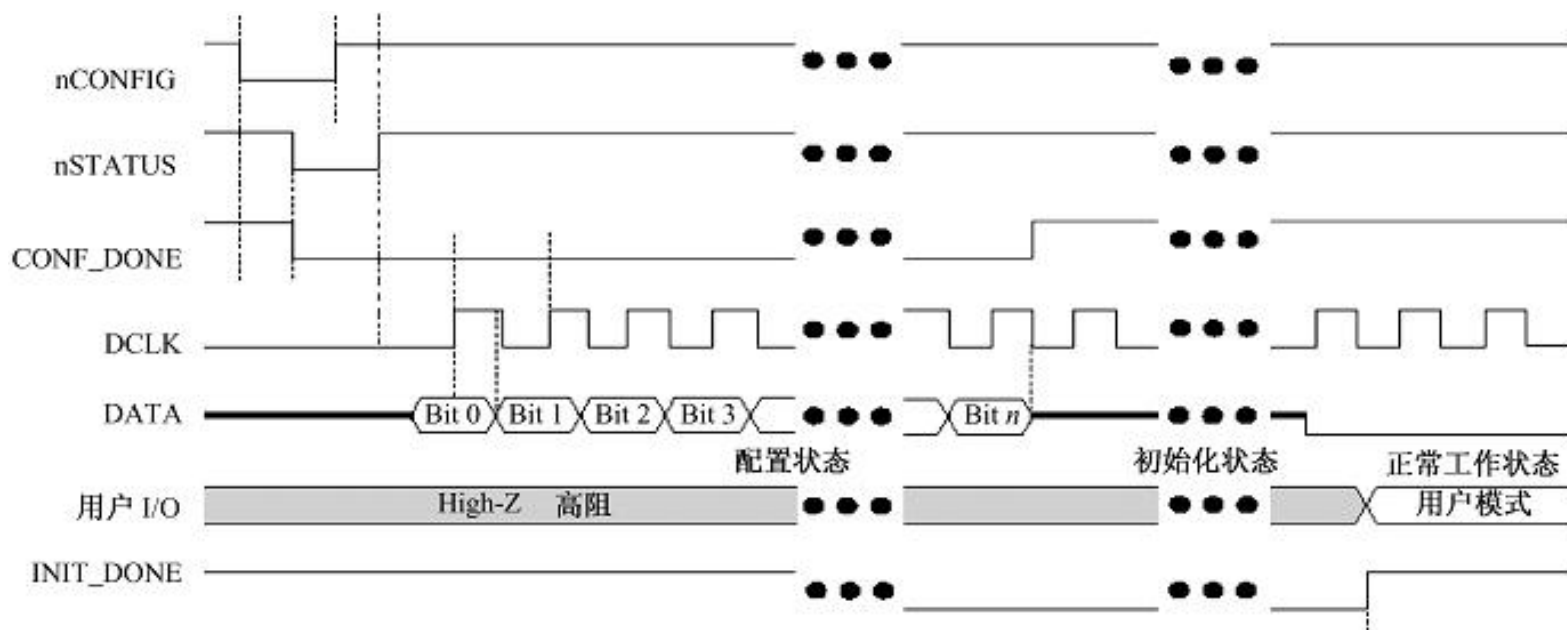 nCONFIG
nSTATUS
CONF_DONE
DCLK
DATA
Bit 0
Bit 1
Bit 2
Bit 3
Bit n
配置状态
初始化状态
正常工作状态
用户 I/O
High-Z 高阻
用户模式
INIT_DONE